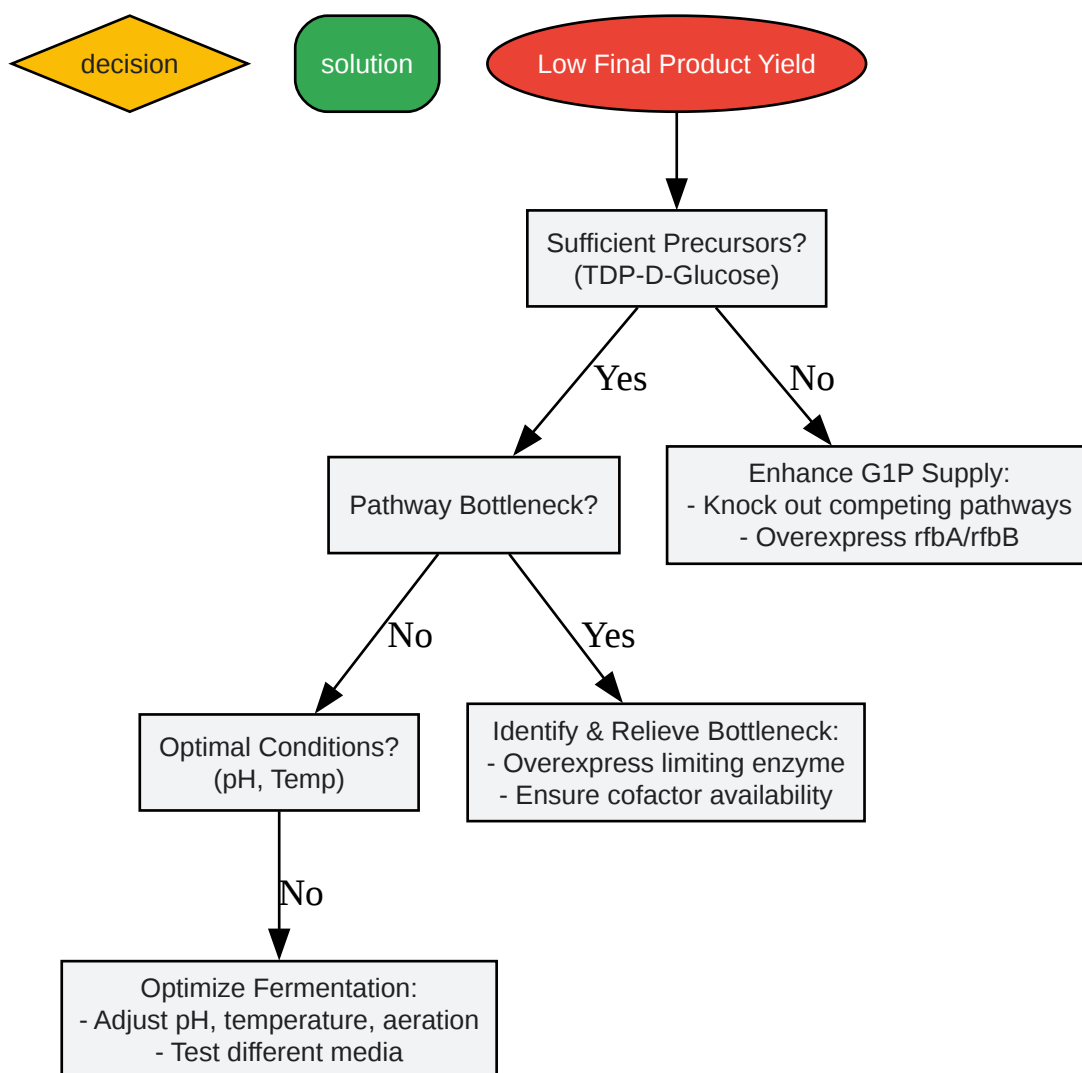 decision
solution
Low Final Product Yield
Sufficient Precursors?
(TDP-D-Glucose)
Yes
No
Pathway Bottleneck?
Enhance G1P Supply:
- Knock out competing pathways
- Overexpress rfbA/rfbB
No
Yes
Optimal Conditions?
(pH, Temp)
Identify & Relieve Bottleneck:
- Overexpress limiting enzyme
- Ensure cofactor availability
No
Optimize Fermentation:
- Adjust pH, temperature, aeration
- Test different media